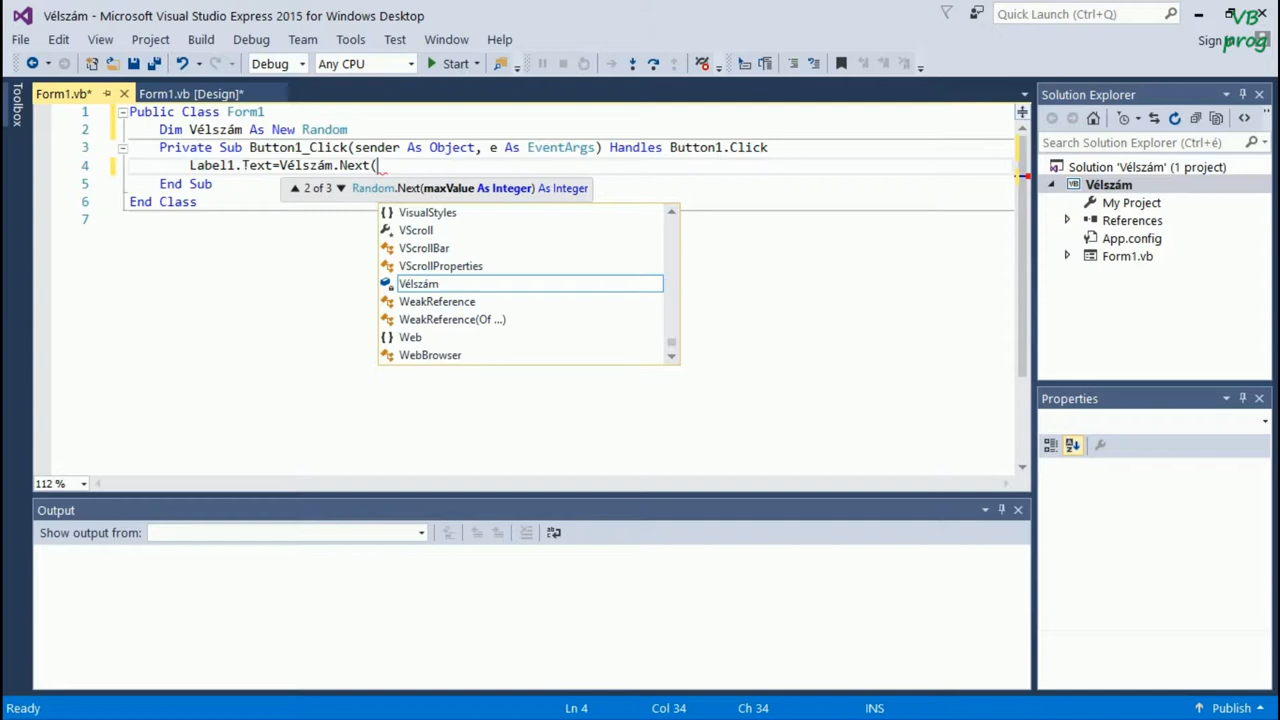 Vélszám - Microsoft Visual Studio Express 2015 for Windows Desktop
Quick Launch (Ctrl+Q)
VB
prog
File Edit View Project Build Debug Team Tools Test Window Help
Sign
Debug Any CPU Start
Toolbox
Form1.vb* Form1.vb [Design]*
1 Public Class Form1
2 Dim Vélszám As New Random
3 Private Sub Button1_Click(sender As Object, e As EventArgs) Handles Button1.Click
4 Label1.Text=Vélszám.Next(
5 End Sub
6 End Class
7
2 of 3 Random.Next(maxValue As Integer) As Integer
VisualStyles
VScroll
VScrollBar
VScrollProperties
Vélszám
WeakReference
WeakReference(Of ...)
Web
WebBrowser
112 %
Output
Show output from:
Solution Explorer
Search Solution Explorer (Ctrl+é)
Solution 'Vélszám' (1 project)
Vélszám
My Project
References
App.config
Form1.vb
Properties
Ready Ln 4 Col 34 Ch 34 INS Publish